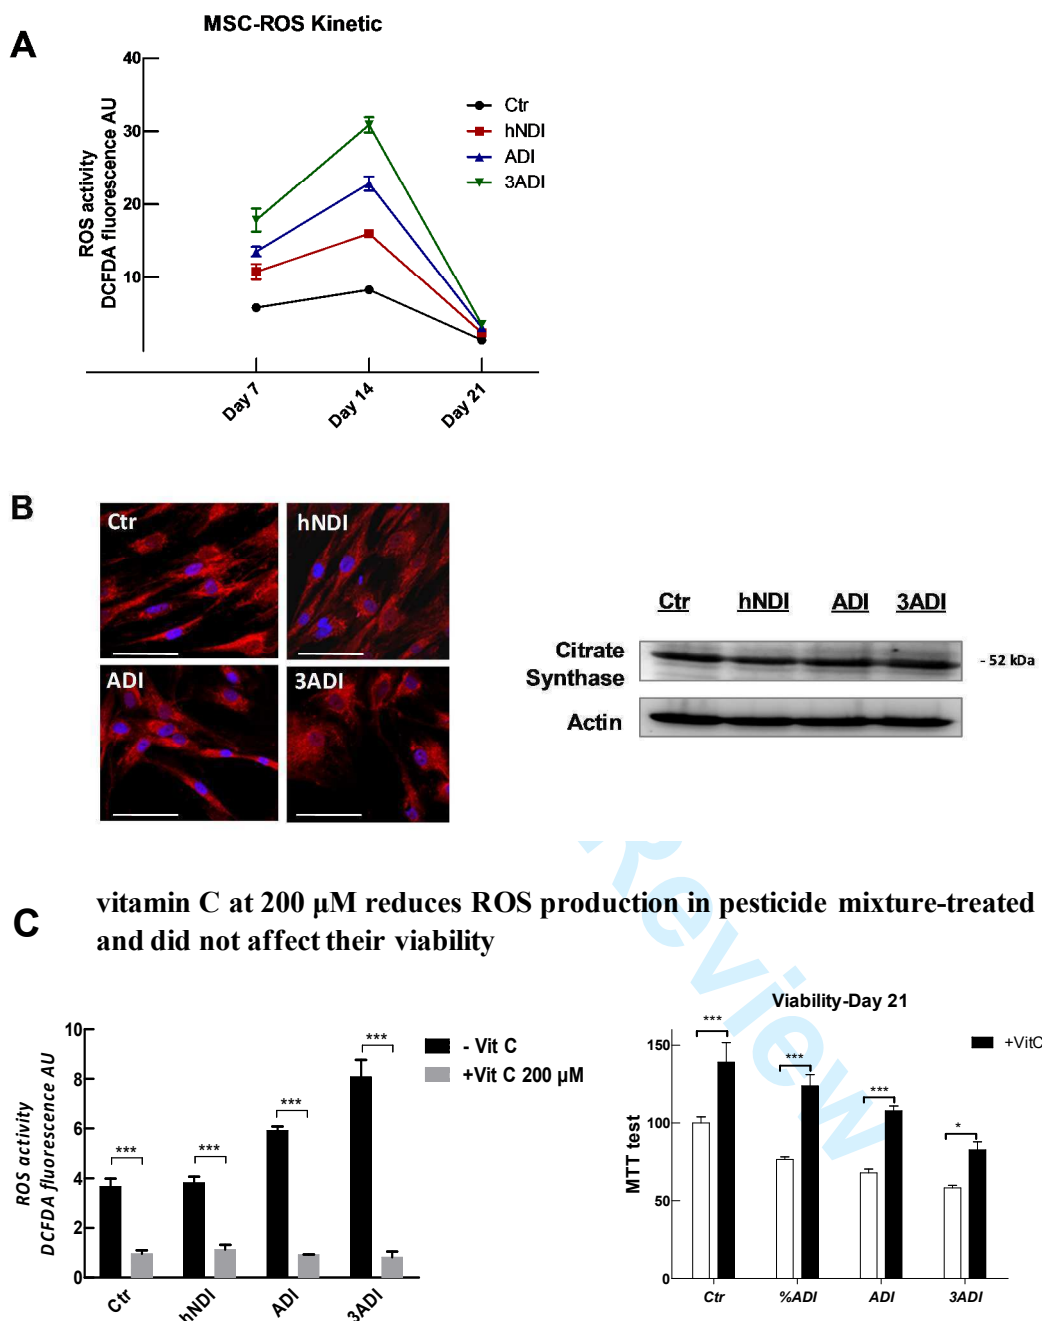 MSC-ROS Kinetic
A
40
30
20
10
ROS activity
DCFDA fluorescence AU
Ctr
hNDI
ADI
3ADI
Day 7
Day 14
Day 21
B
Ctr
hNDI
ADI
3ADI
Ctr hNDI ADI 3ADI
Citrate
Synthase
- 52 kDa
Actin
Review
C
vitamin C at 200 µM reduces ROS production in pesticide mixture-treated
and did not affect their viability
10
8
6
4
2
0
ROS activity
DCFDA fluorescence AU
***
***
***
***
- Vit C
+Vit C 200 µM
Ctr
hNDI
ADI
3ADI
Viability-Day 21
150
100
50
0
MTT test
***
***
***
*
+VitC
Ctr
%ADI
ADI
3ADI